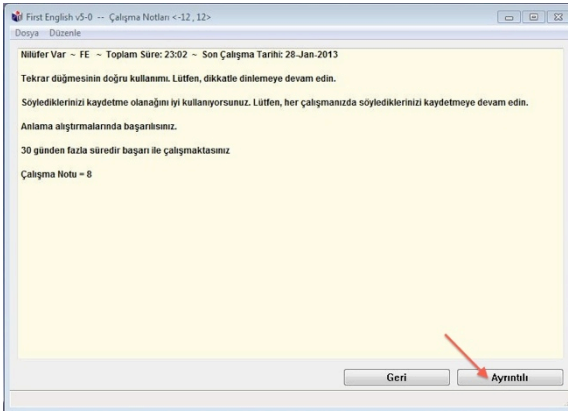 First English v5-0 -- Çalışma Notları <-12 , 12>
Dosya Düzenle
Nilüfer Var ~ FE ~ Toplam Süre: 23:02 ~ Son Çalışma Tarihi: 28-Jan-2013
Tekrar düğmesinin doğru kullanımı. Lütfen, dikkatle dinlemeye devam edin.
Söylediklerinizi kaydetme olanağını iyi kullanıyorsunuz. Lütfen, her çalışmanızda söylediklerinizi kaydetmeye devam edin.
Anlama alıştırmalarında başarılısınız.
30 günden fazla süredir başarı ile çalışmaktasınız
Çalışma Notu = 8
Geri Ayrıntılı